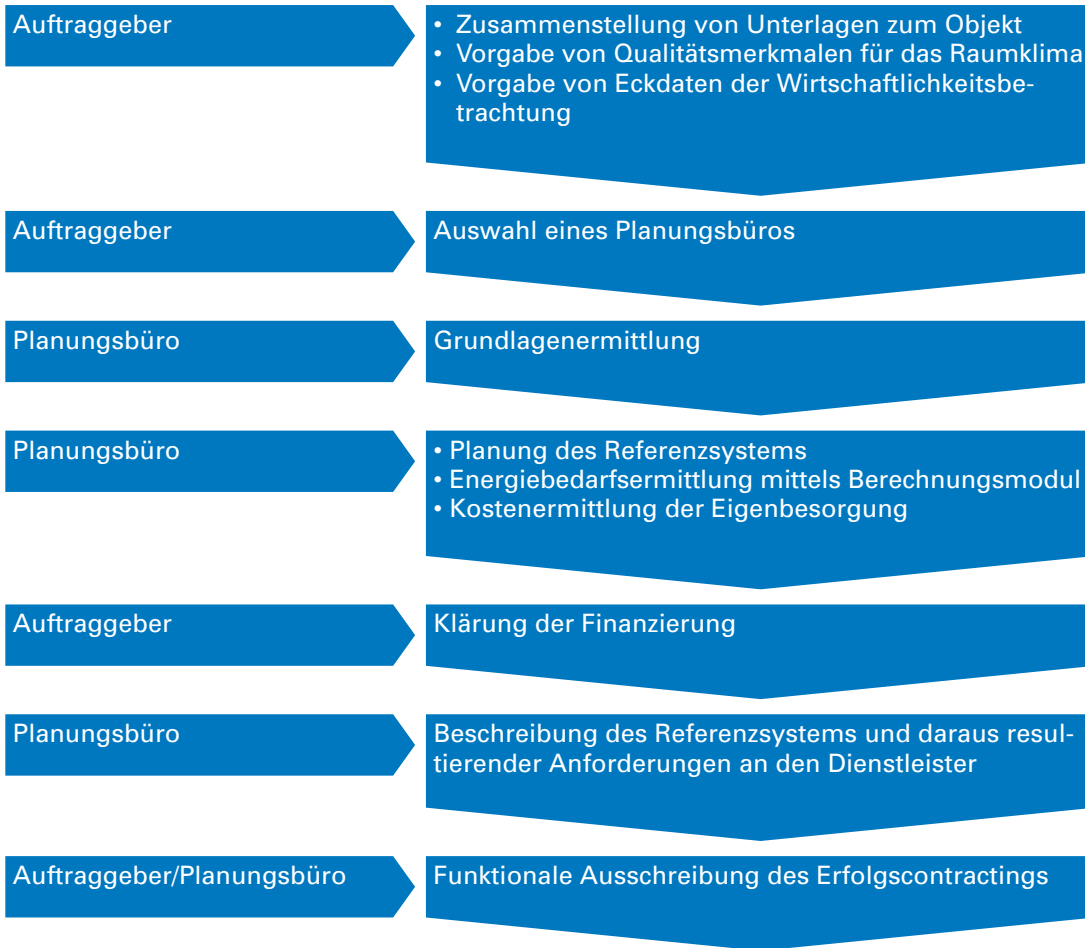 Auftraggeber
• Zusammenstellung von Unterlagen zum Objekt
• Vorgabe von Qualitätsmerkmalen für das Raumklima
• Vorgabe von Eckdaten der Wirtschaftlichkeitsbe-
trachtung
Auftraggeber
Auswahl eines Planungsbüros
Planungsbüro
Grundlagenermittlung
Planungsbüro
• Planung des Referenzsystems
• Energiebedarfsermittlung mittels Berechnungsmodul
• Kostenermittlung der Eigenbesorgung
Auftraggeber
Klärung der Finanzierung
Planungsbüro
Beschreibung des Referenzsystems und daraus resul-
tierender Anforderungen an den Dienstleister
Auftraggeber/Planungsbüro
Funktionale Ausschreibung des Erfolgscontractings